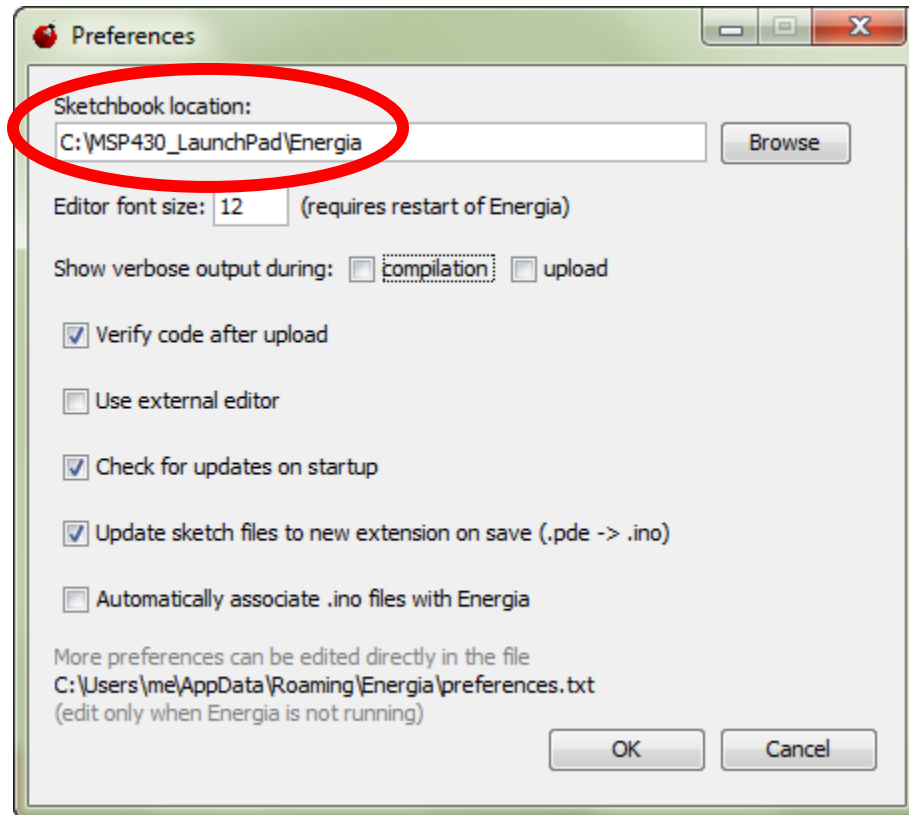 Preferences
Sketchbook location:
C:\MSP430_LaunchPad\Energia
Browse
Editor font size: 12 (requires restart of Energia)
Show verbose output during: compilation upload
Verify code after upload
Use external editor
Check for updates on startup
Update sketch files to new extension on save (.pde -> .ino)
Automatically associate .ino files with Energia
More preferences can be edited directly in the file
C:\Users\me\AppData\Roaming\Energia\preferences.txt
(edit only when Energia is not running)
OK Cancel